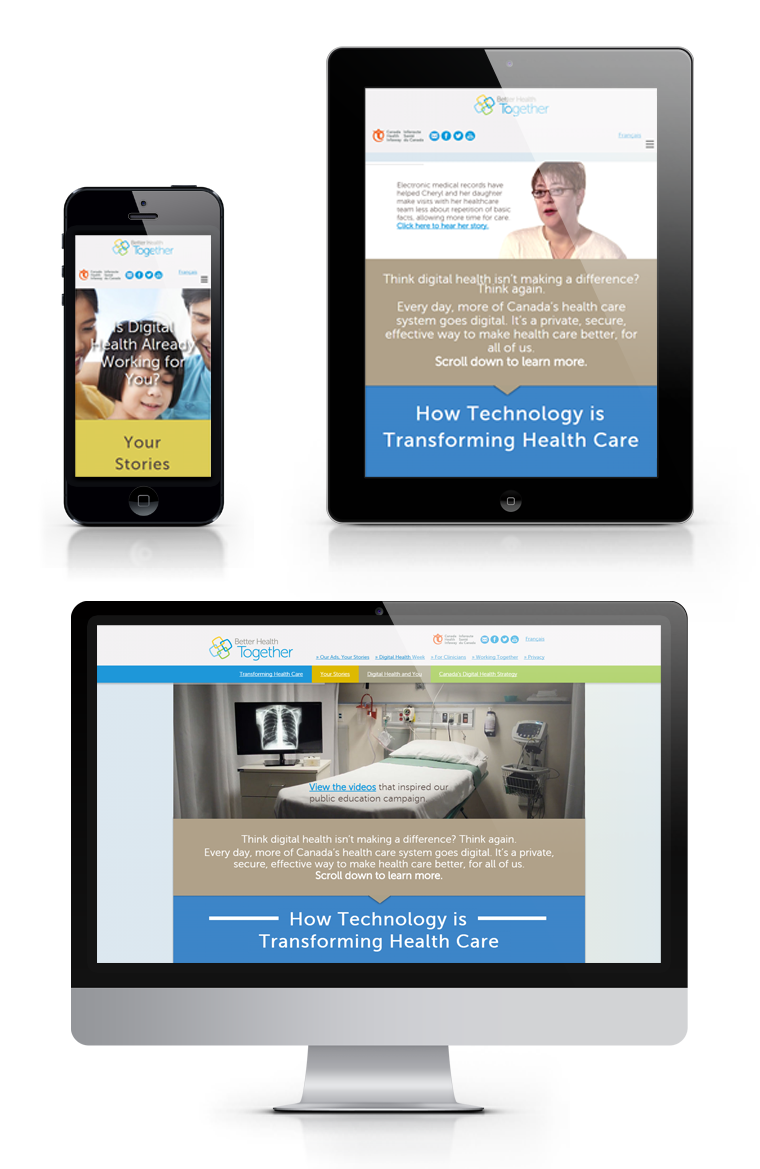 Better Health
Together
Canada Inforoute
Health Santé
Infoway du Canada
Français
Is Digital
Health Already
Working for
You?
Your
Stories
Better Health
Together
Canada Inforoute
Health Santé
Infoway du Canada
Français
Electronic medical records have
helped Cheryl and her daughter
make visits with her healthcare
team less about repetition of basic
facts, allowing more time for care.
Click here to hear her story.
Think digital health isn't making a difference?
Think again.
Every day, more of Canada's health care
system goes digital. It's a private, secure,
effective way to make health care better, for
all of us.
Scroll down to learn more.
How Technology is
Transforming Health Care
Better Health
Together
Canada Inforoute
Health Santé
Infoway du Canada
Français
» Our Ads, Your Stories » Digital Health Week » For Clinicians » Working Together » Privacy
Transforming Health Care Your Stories Digital Health and You Canada's Digital Health Strategy
View the videos that inspired our
public education campaign
Think digital health isn't making a difference? Think again.
Every day, more of Canada's health care system goes digital. It's a private,
secure, effective way to make health care better, for all of us.
Scroll down to learn more.
How Technology is
Transforming Health Care